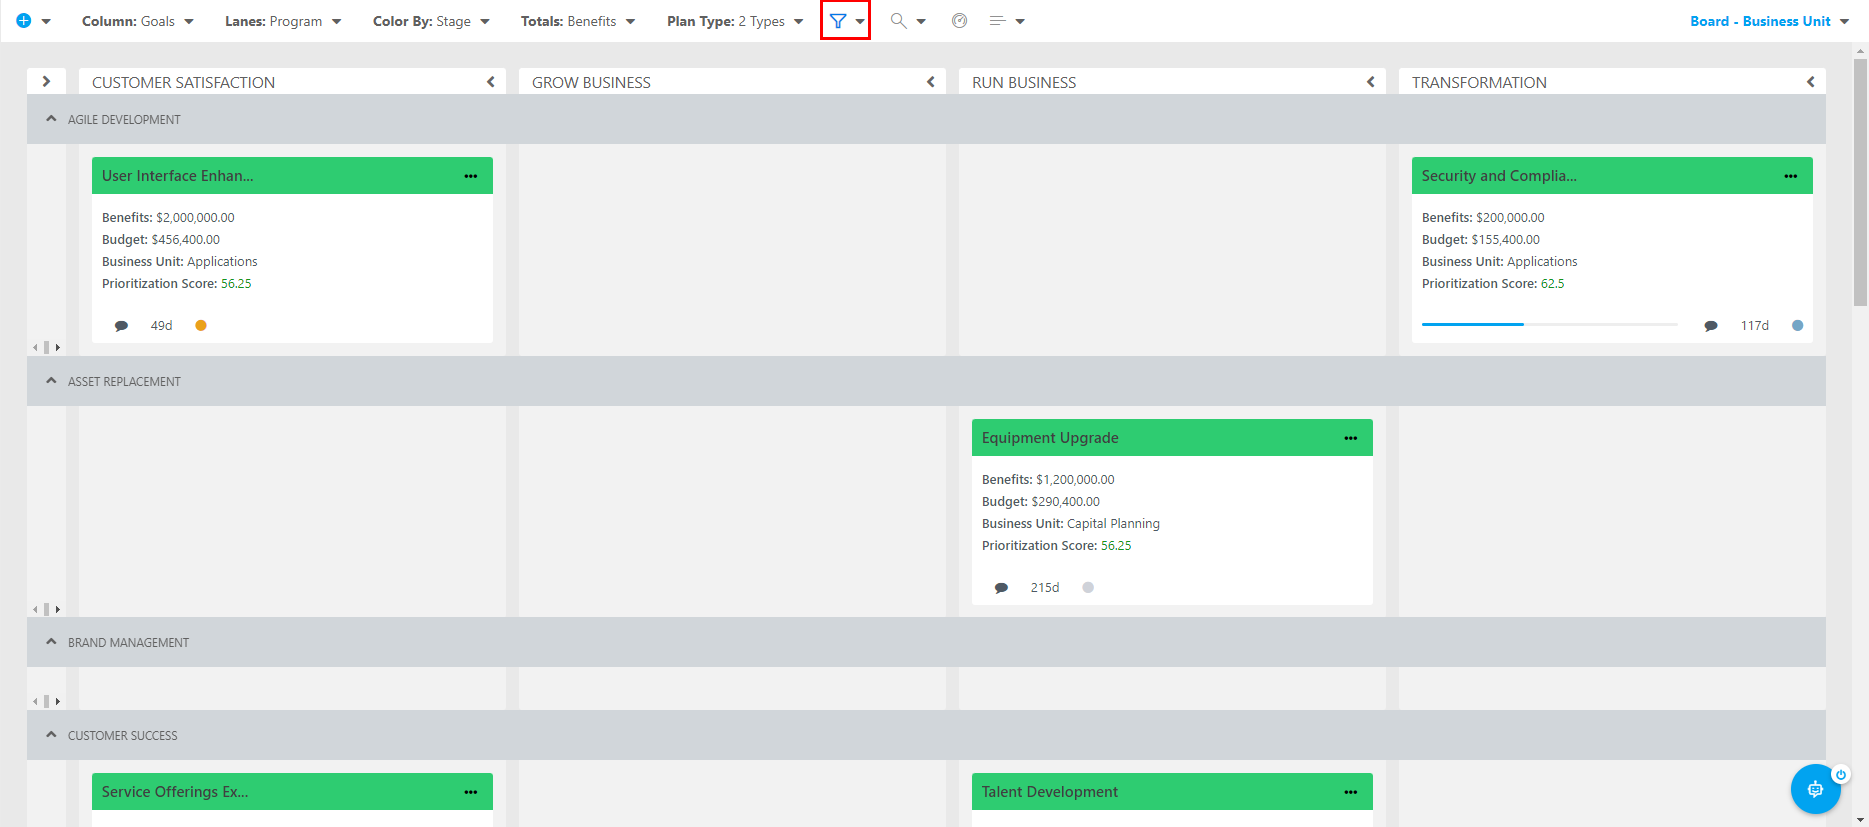 Column: Goals Lanes: Program Color By: Stage Totals: Benefits Plan Type: 2 Types Board - Business Unit
CUSTOMER SATISFACTION GROW BUSINESS RUN BUSINESS TRANSFORMATION
AGILE DEVELOPMENT
User Interface Enhan...
Benefits: $2,000,000.00
Budget: $456,400.00
Business Unit: Applications
Prioritization Score: 56.25
49d
Security and Complia...
Benefits: $200,000.00
Budget: $155,400.00
Business Unit: Applications
Prioritization Score: 62.5
117d
ASSET REPLACEMENT
Equipment Upgrade
Benefits: $1,200,000.00
Budget: $290,400.00
Business Unit: Capital Planning
Prioritization Score: 56.25
215d
BRAND MANAGEMENT
CUSTOMER SUCCESS
Service Offerings Ex...
Talent Development